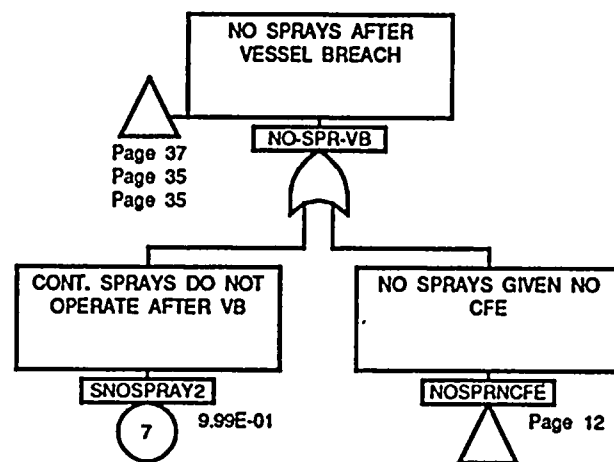 NO SPRAYS AFTER
VESSEL BREACH
NO-SPR-VB
Page 37
Page 35
Page 35
CONT. SPRAYS DO NOT
OPERATE AFTER VB
SNOSPRAY2
7
9.99E-01
NO SPRAYS GIVEN NO
CFE
NOSPRNCFE
Page 12